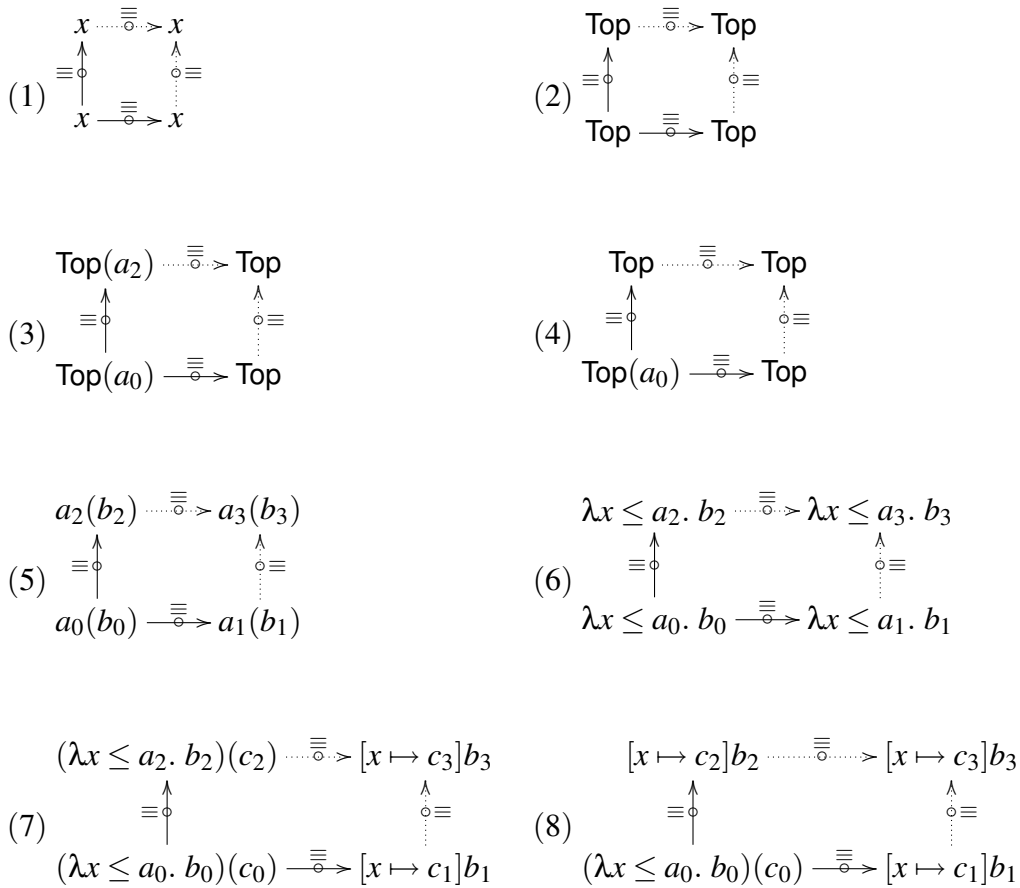 x ≡ x
≡ ≡
(1) (2)
x ≡ x
Top ≡ Top
≡ ≡
Top ≡ Top
Top(a₂) ≡ Top
≡ ≡
(3) (4)
Top(a₀) ≡ Top
Top ≡ Top
≡ ≡
Top(a₀) ≡ Top
a₂(b₂) ≡ a₃(b₃)
≡ ≡
(5) (6)
a₀(b₀) ≡ a₁(b₁)
λx ≤ a₂. b₂ ≡ λx ≤ a₃. b₃
≡ ≡
λx ≤ a₀. b₀ ≡ λx ≤ a₁. b₁
(λx ≤ a₂. b₂)(c₂) ≡ [x ↦ c₃]b₃
≡ ≡
(7) (8)
(λx ≤ a₀. b₀)(c₀) ≡ [x ↦ c₁]b₁
[x ↦ c₂]b₂ ≡ [x ↦ c₃]b₃
≡ ≡
(λx ≤ a₀. b₀)(c₀) ≡ [x ↦ c₁]b₁